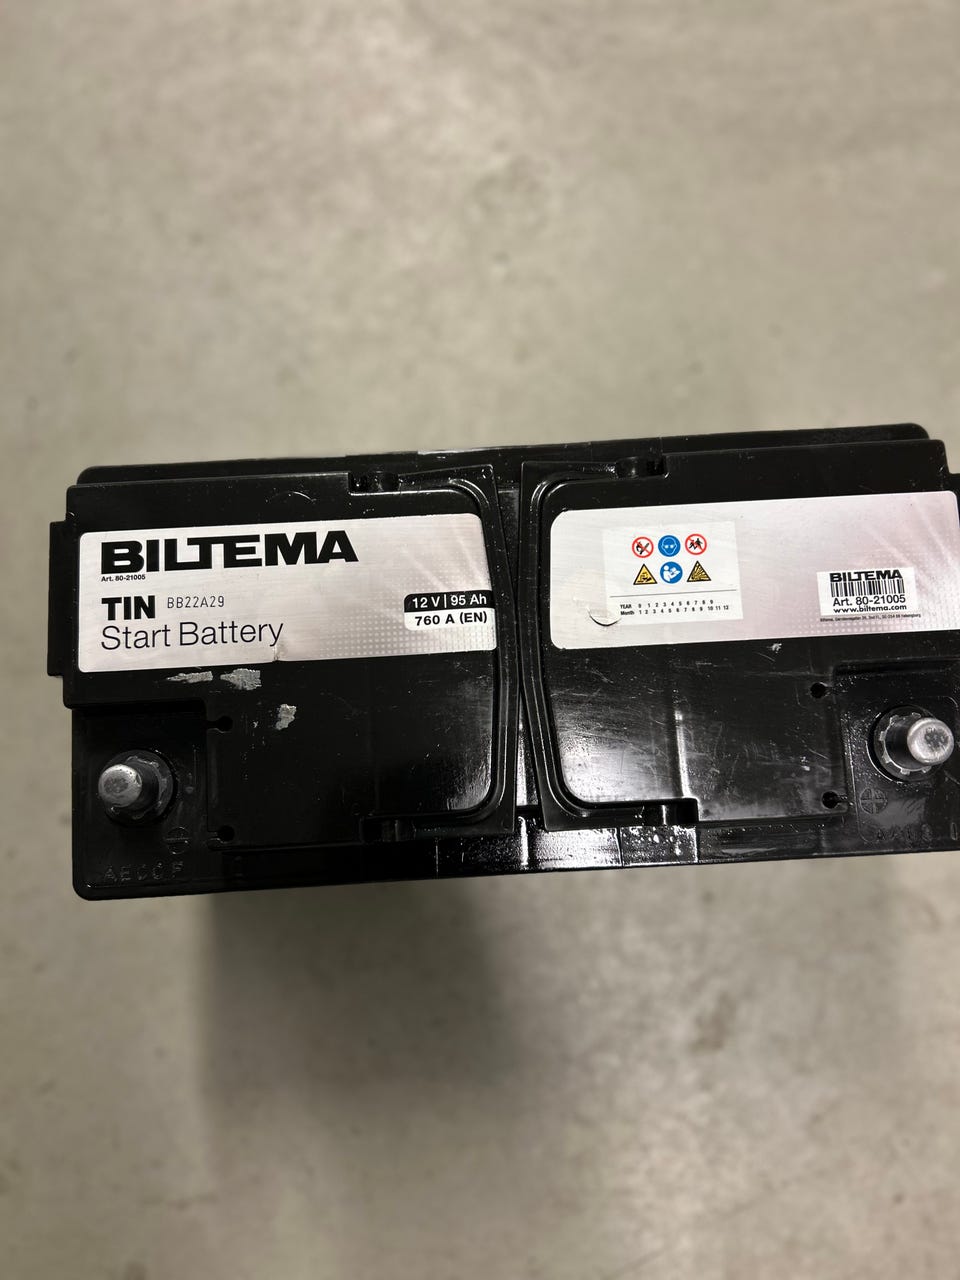 BILTEMA
Art. 80-21005
TIN BB22A29
Start Battery
12 V | 95 Ah
760 A (EN)
YEAR 0 1 2 3 4 5 6 7 8 9
Month 1 2 3 4 5 6 7 8 9 10 11 12
BILTEMA
Art. 80-21005
www.biltema.com